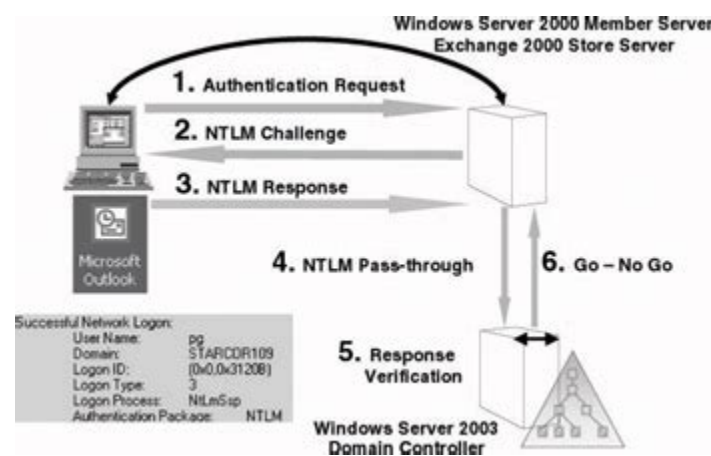 Windows Server 2000 Member Server
Exchange 2000 Store Server
1. Authentication Request
2. NTLM Challenge
3. NTLM Response
Microsoft
Outlook
4. NTLM Pass-through
6. Go – No Go
Successful Network Logon:
User Name: pg
Domain: STARCOR109
Logon ID: (0x0,0x3120B)
Logon Type: 3
Logon Process: NtLmSsp
Authentication Package: NTLM
5. Response
Verification
Windows Server 2003
Domain Controller